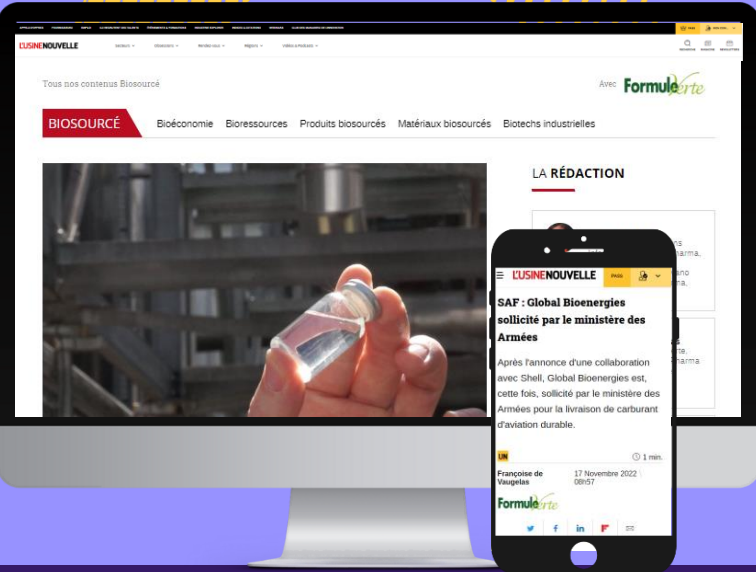 L'USINENOUVELLE
Tous nos contenus Biosourcé
Avec FormuleVerte
BIOSOURCÉ Bioéconomie Bioressources Produits biosourcés Matériaux biosourcés Biotechs industrielles
LA RÉDACTION
L'USINENOUVELLE PASS
SAF : Global Bioenergies
sollicité par le ministère des
Armées
Après l'annonce d'une collaboration
avec Shell, Global Bioenergies est,
cette fois, sollicité par le ministère des
Armées pour la livraison de carburant
d'aviation durable.
UN 1 min.
Françoise de 17 Novembre 2022
Vaugelas 08h57
FormuleVerte